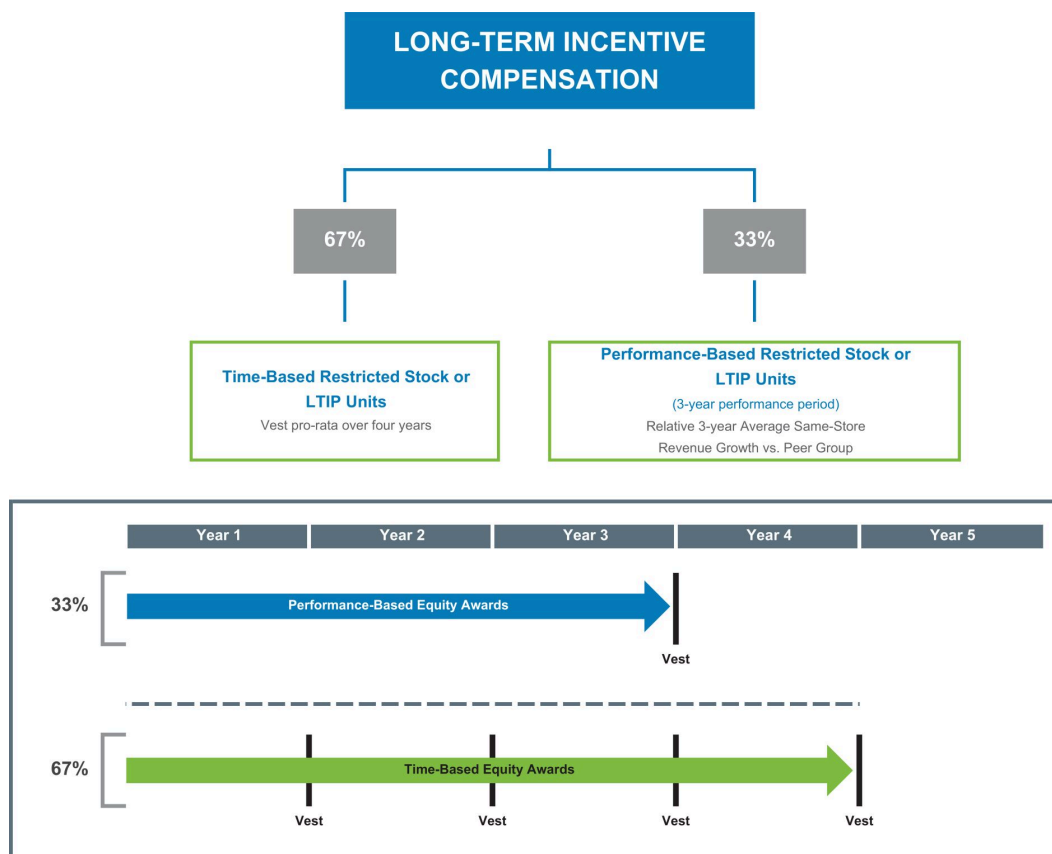 LONG-TERM INCENTIVE
COMPENSATION
67%
33%
Time-Based Restricted Stock or
LTIP Units
Vest pro-rata over four years
Performance-Based Restricted Stock or
LTIP Units
(3-year performance period)
Relative 3-year Average Same-Store
Revenue Growth vs. Peer Group
Year 1
Year 2
Year 3
Year 4
Year 5
33%
Performance-Based Equity Awards
Vest
67%
Time-Based Equity Awards
Vest
Vest
Vest
Vest